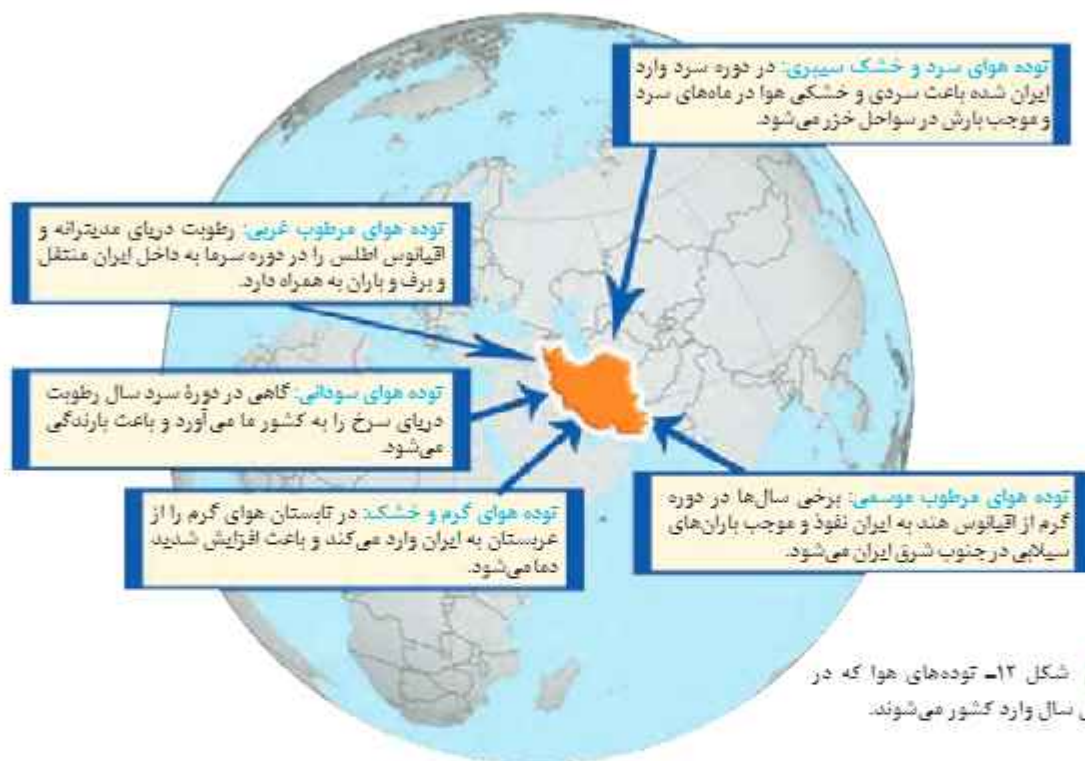 توده هوای سرد و خشک سیبری: در دوره سرد وارد
ایران شده باعث سردی و خشکی هوا در ماه‌های سرد
و موجب بارش در سواحل خزر می‌شود.
توده هوای مرطوب غربی: رطوبت دریای مدیترانه و
اقیانوس اطلس را در دوره سرما به داخل ایران منتقل
و برف و باران به همراه دارد.
توده هوای سودانی: گاهی در دورهٔ سرد سال رطوبت
دریای سرخ را به کشور ما می‌آورد و باعث بارندگی
می‌شود.
توده هوای گرم و خشک: در تابستان هوای گرم را از
عربستان به ایران وارد می‌کند و باعث افزایش شدید
دما می‌شود.
توده هوای مرطوب موسمی: برخی سال‌ها در دوره
گرم از اقیانوس هند به ایران نفوذ و موجب باران‌های
سیلابی در جنوب شرق ایران می‌شود.
شکل ۱۲ـ توده‌های هوا که در
سال وارد کشور می‌شوند.